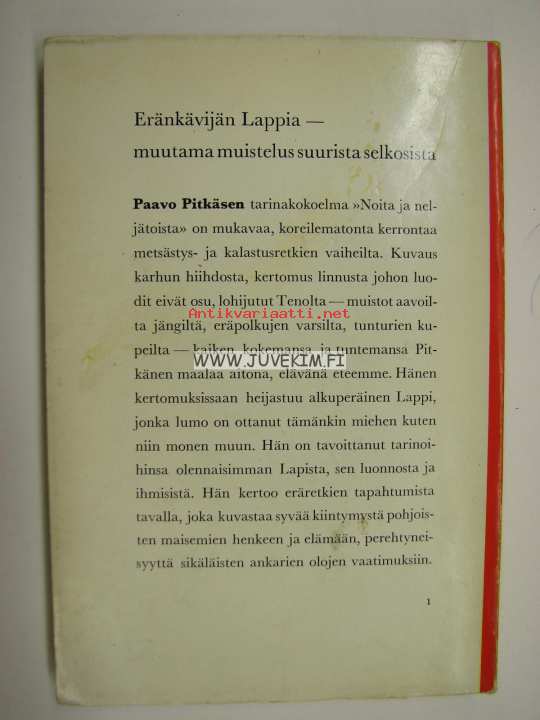 Eränkävijän Lappia —
muutama muistelus suurista selkosista
Paavo Pitkäsen tarinakokoelma »Noita ja nel-
jätoista» on mukavaa, koreilematonta kerrontaa
metsästys- ja kalastusretkien vaiheilta. Kuvaus
karhun hiihdosta, kertomus linnusta johon luo-
dit eivät osu, lohijutut Tenolta — muistot aavoil-
Antikvariaatti.net
ta jängiltä, eräpolkujen varsilta, tunturien ku-
peilta — kaiken kokemansa ja tuntemansa Pit-
WWW.JUVEKIM.FI
känen maalaa aitona, elävänä eteemme. Hänen
kertomuksissaan heijastuu alkuperäinen Lappi,
jonka lumo on ottanut tämänkin miehen kuten
niin monen muun. Hän on tavoittanut tarinoi-
hinsa olennaisimman Lapista, sen luonnosta ja
ihmisistä. Hän kertoo eräretkien tapahtumista
tavalla, joka kuvastaa syvää kiintymystä pohjois-
ten maisemien henkeen ja elämään, perehtynei-
syyttä sikäläisten ankarien olojen vaatimuksiin.
1